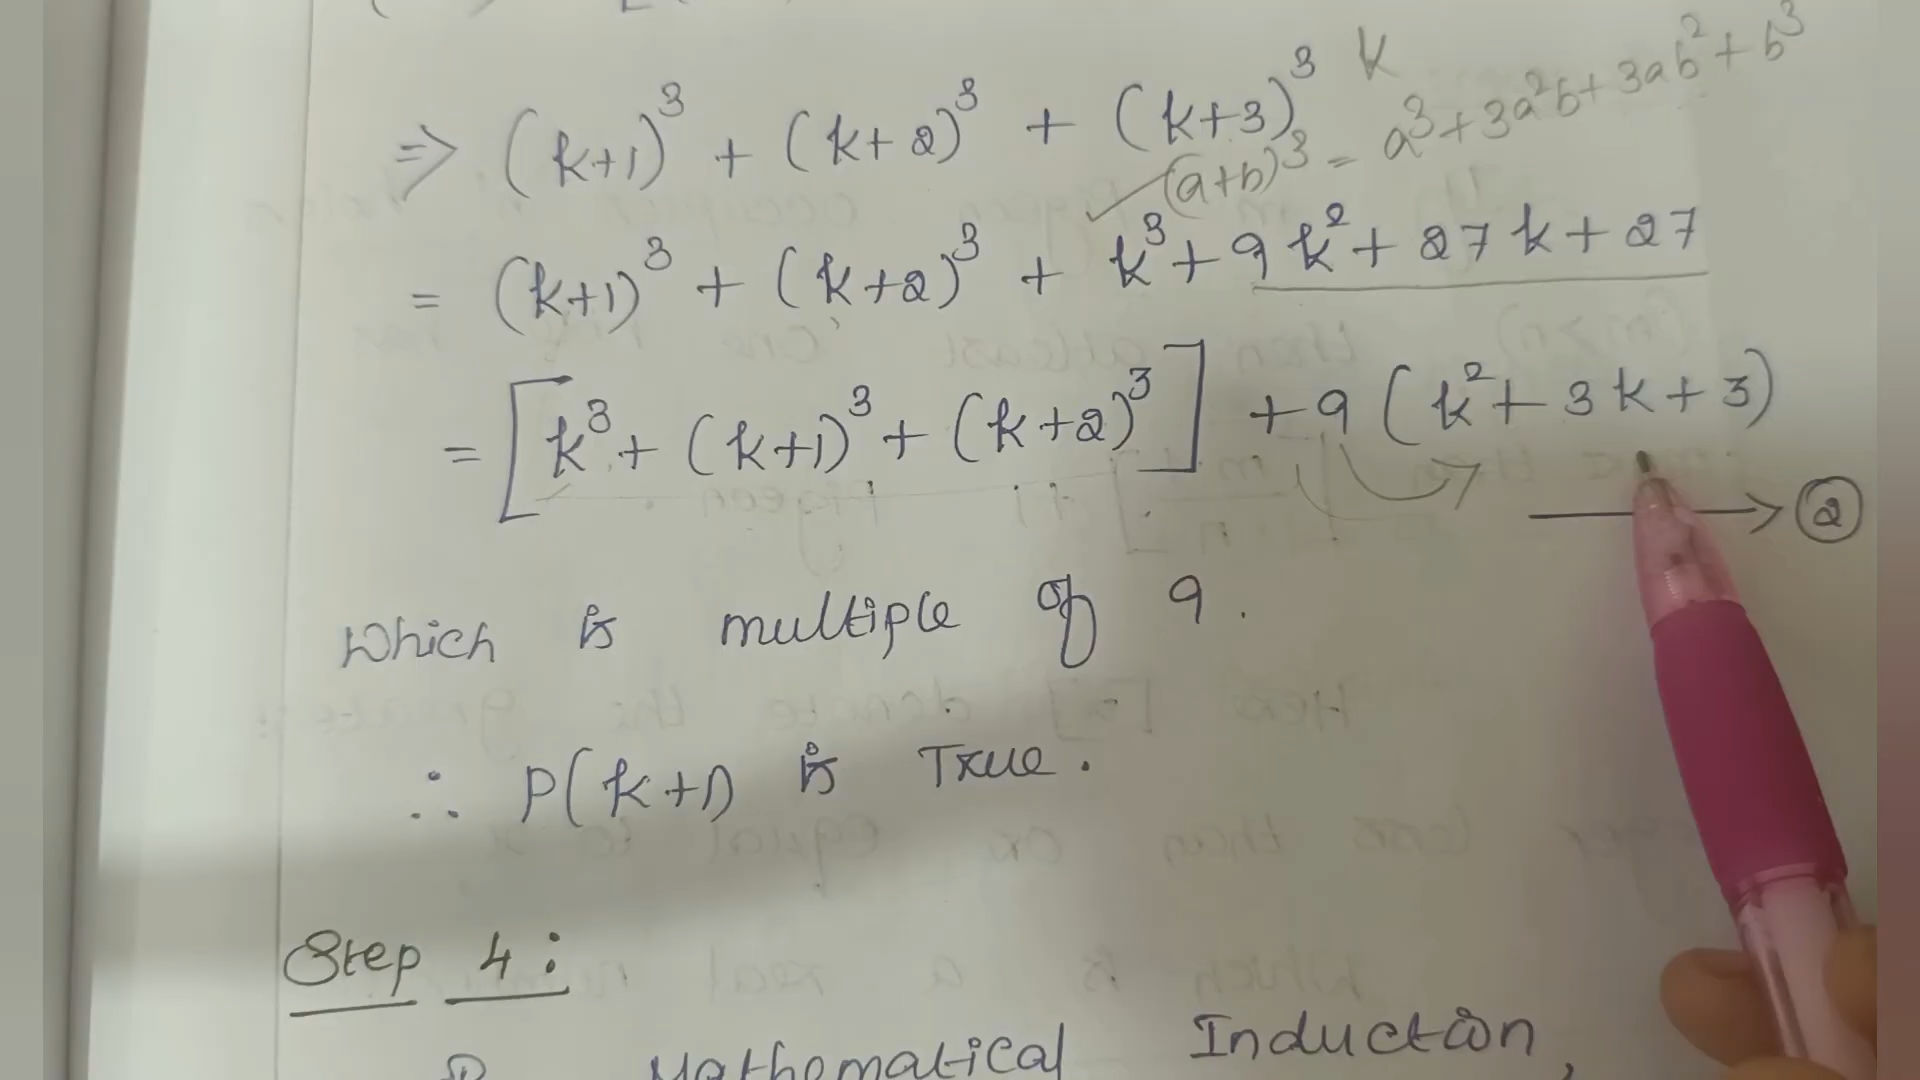 ⇒ (k+1)³ + (k+2)³ + (k+3)³ k
(a+b)³ = a³+3a²b+3ab²+b³
= (k+1)³ + (k+2)³ + k³+9k²+27k+27
= [k³+(k+1)³+(k+2)³] +9(k²+3k+3)
→ ②
Which is multiple of 9.
∴ P(k+1) is True.
Step 4:
Mathematical Induction,